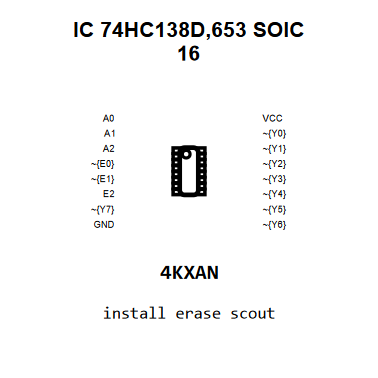 IC 74HC138D,653 SOIC
16
A0 VCC
A1 ~{Y0}
A2 ~{Y1}
~{E0} ~{Y2}
~{E1} ~{Y3}
E2 ~{Y4}
~{Y7} ~{Y5}
GND ~{Y6}
4KXAN
install erase scout